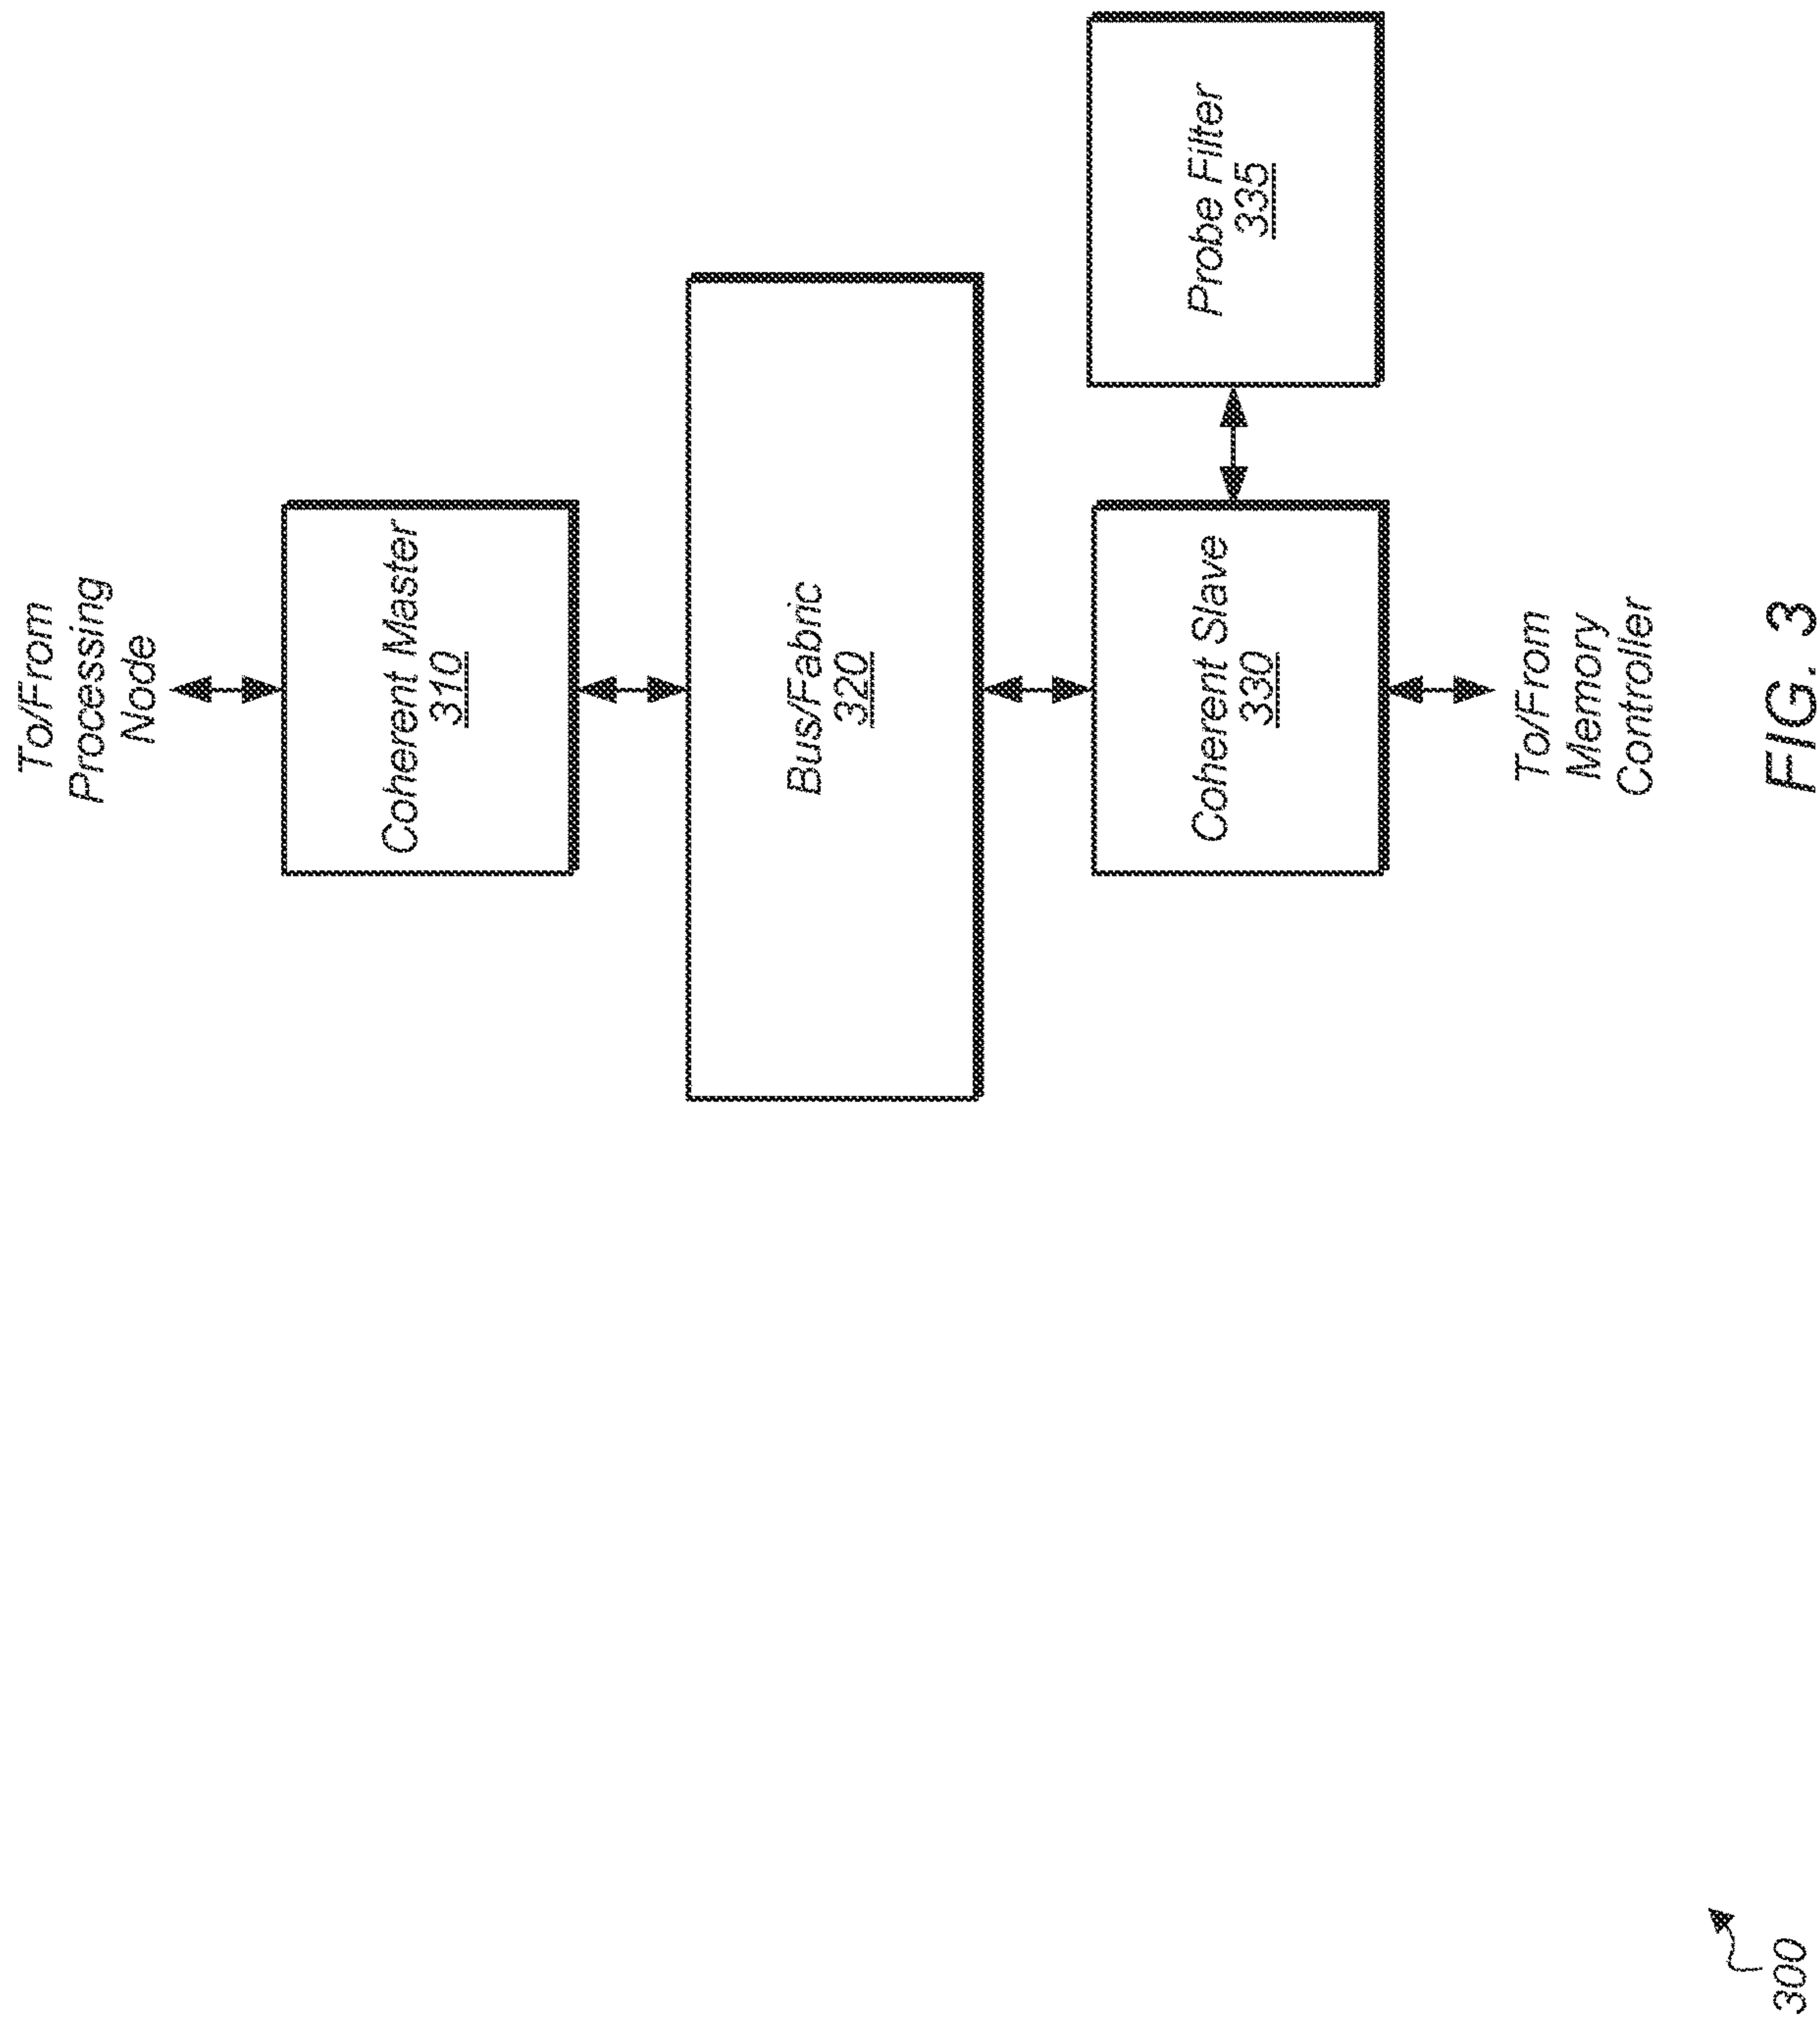 To/From
Processing
Node
Coherent Master
310
Bus/Fabric
320
Coherent Slave
330
Probe Filter
335
To/From
Memory
Controller
300
FIG. 3